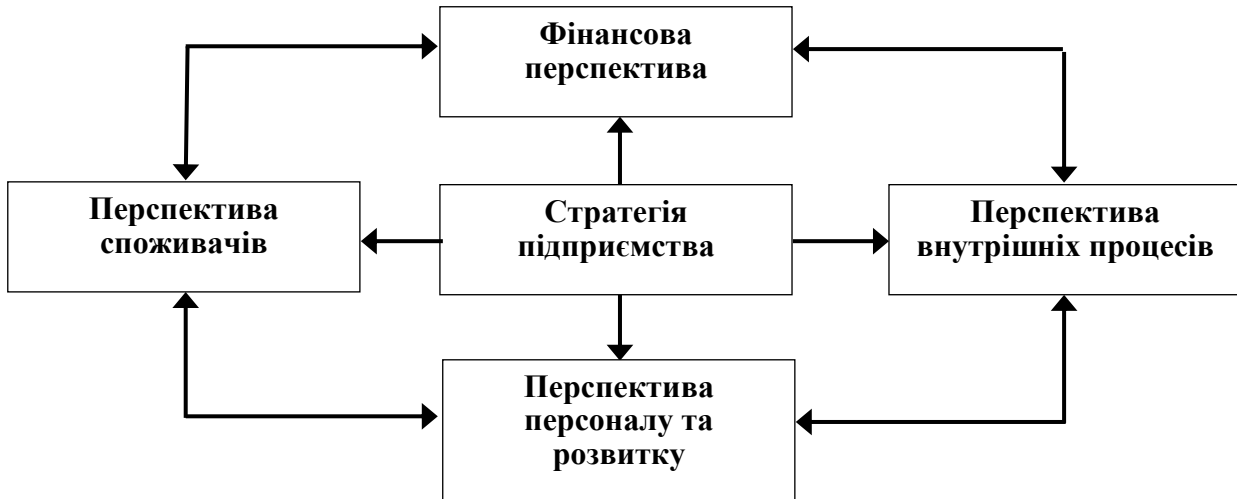 Фінансова
перспектива
Перспектива
споживачів
Стратегія
підприємства
Перспектива
внутрішніх процесів
Перспектива
персоналу та
розвитку